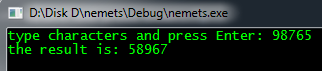 D:\Disk D\nemets\Debug\nemets.exe
type characters and press Enter: 98765
the result is: 58967